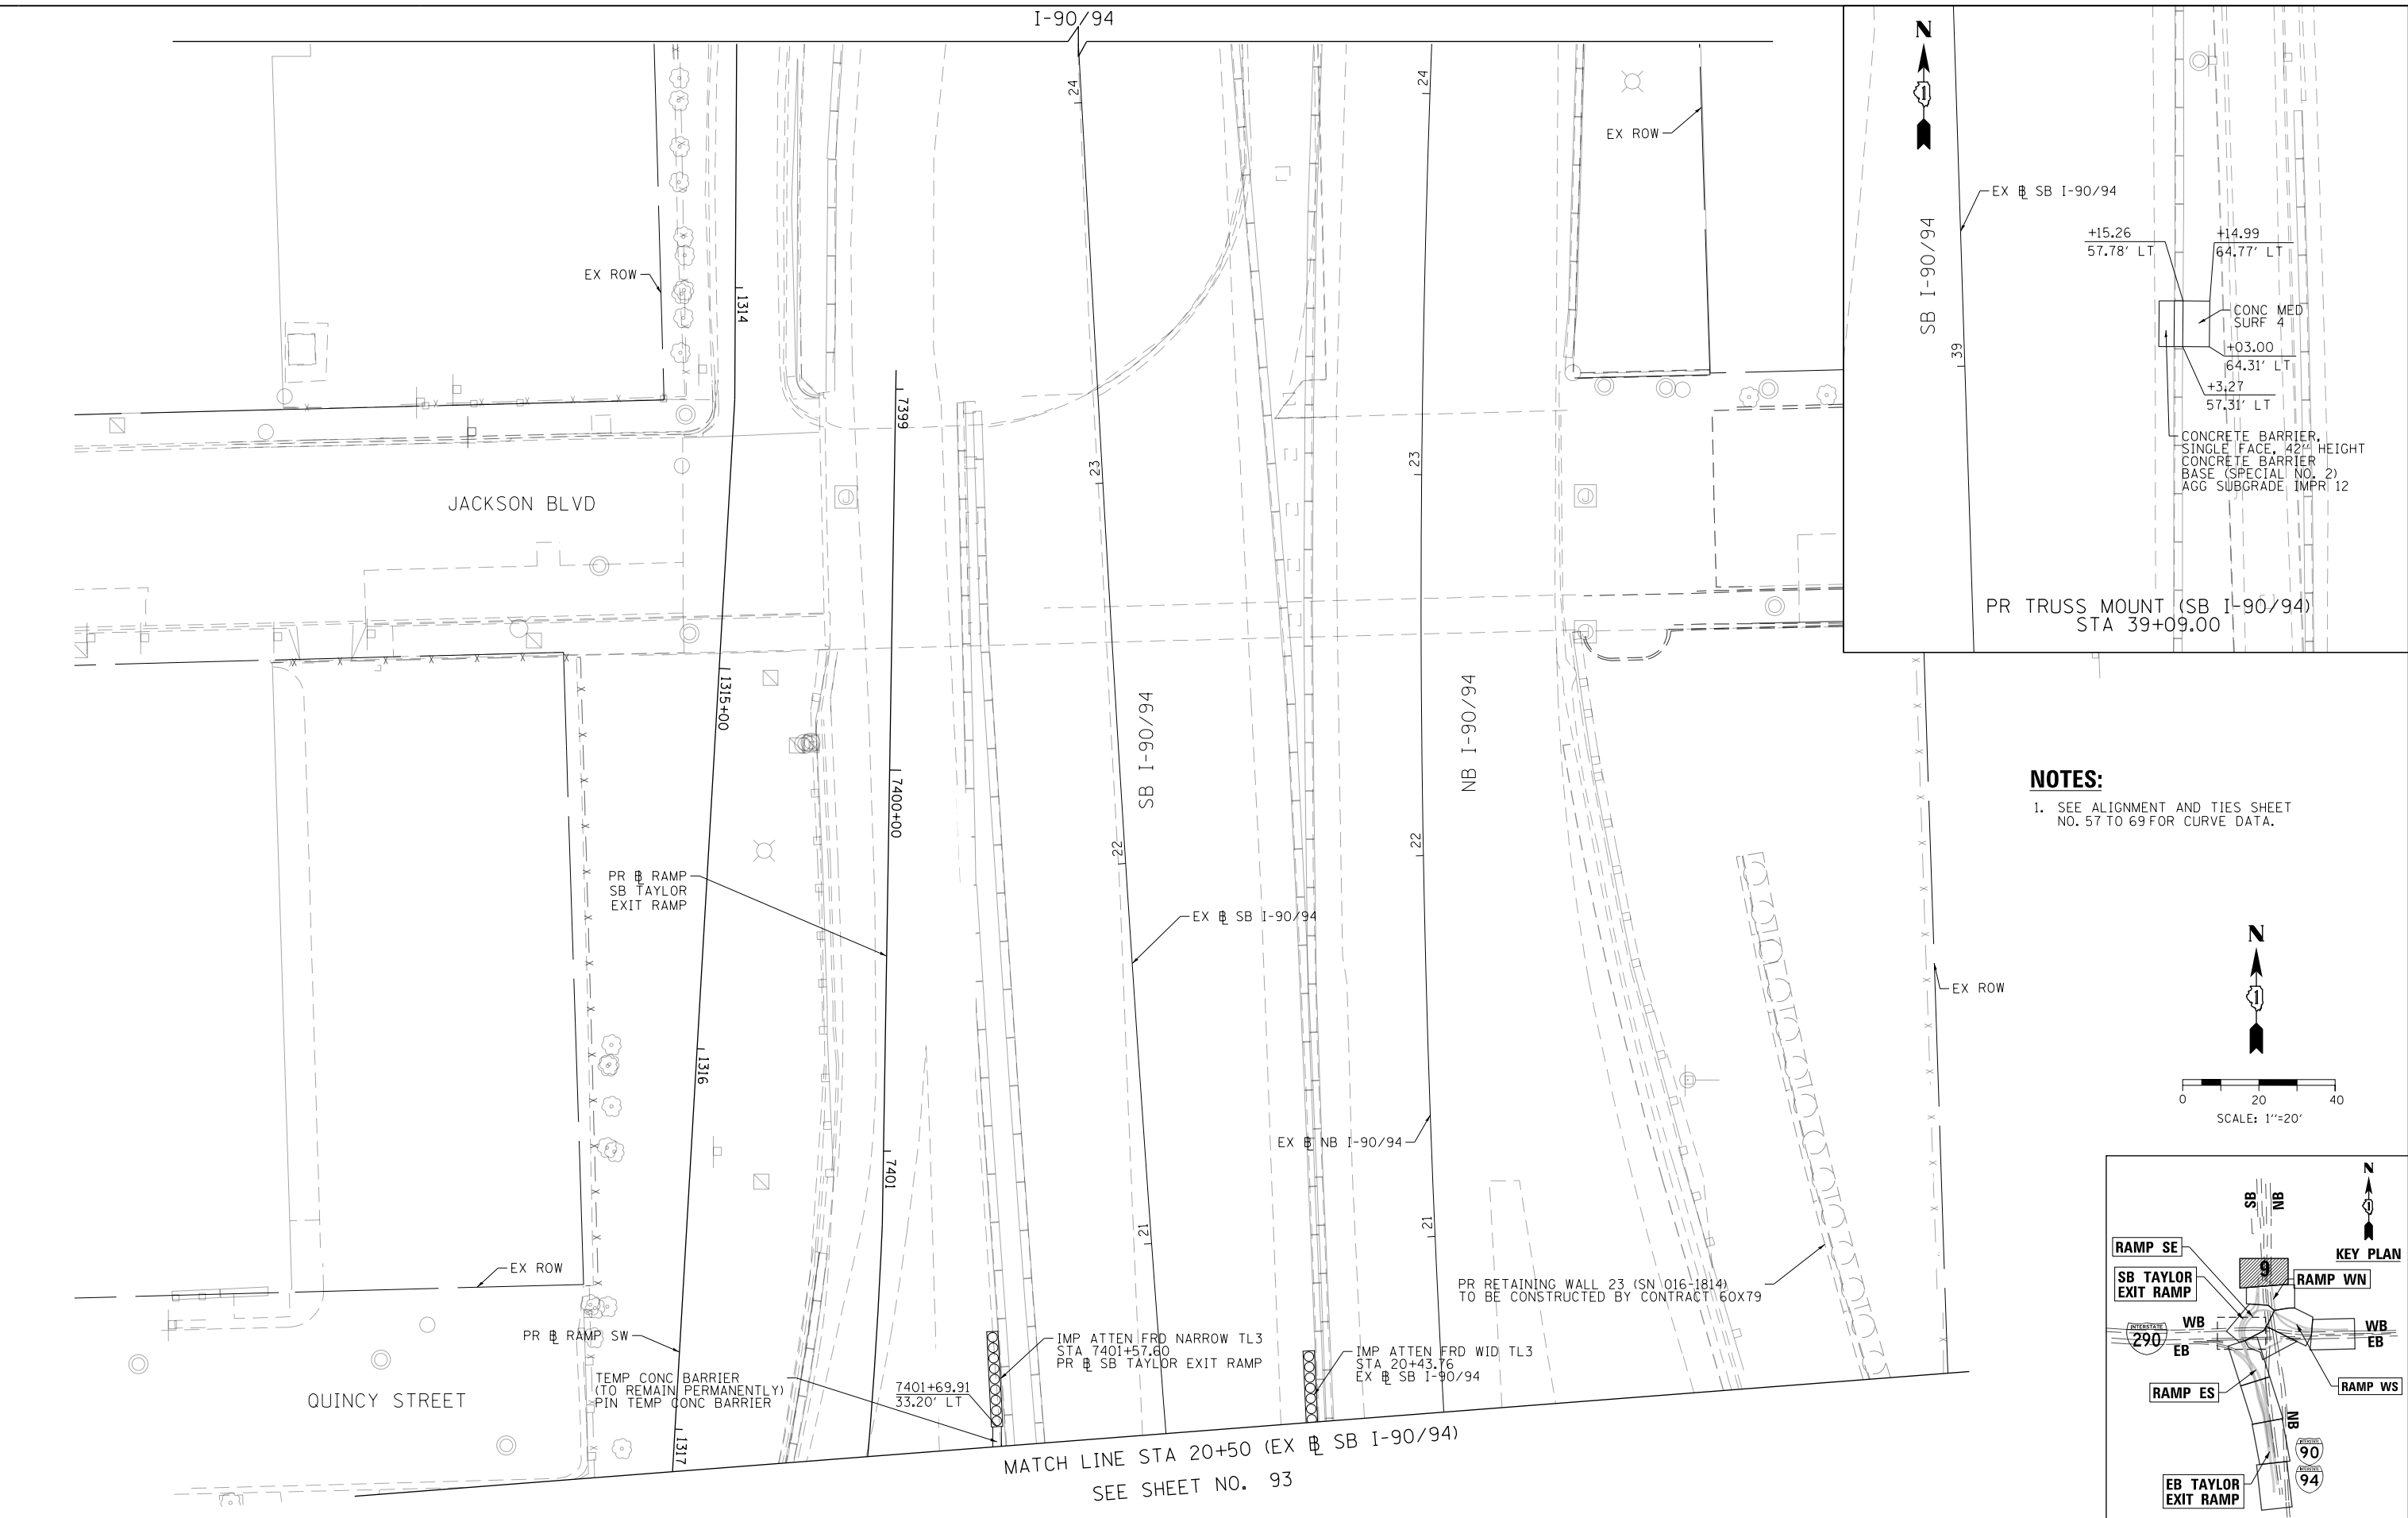 I-90/94
24
24
EX ROW
EX ROW
1314
7399
23
23
JACKSON BLVD
1315+00
7400+00
SB I-90/94
NB I-90/94
22
22
PR ⅊ RAMP
SB TAYLOR
EXIT RAMP
EX ⅊ SB I-90/94
EX ROW
1316
7401
EX ⅊ NB I-90/94
21
21
EX ROW
PR RETAINING WALL 23 (SN 016-1814)
TO BE CONSTRUCTED BY CONTRACT 60X79
PR ⅊ RAMP SW
IMP ATTEN FRD NARROW TL3
STA 7401+57.60
PR ⅊ SB TAYLOR EXIT RAMP
IMP ATTEN FRD WID TL3
STA 20+43.76
EX ⅊ SB I-90/94
TEMP CONC BARRIER
(TO REMAIN PERMANENTLY)
PIN TEMP CONC BARRIER
7401+69.91
33.20' LT
QUINCY STREET
1317
MATCH LINE STA 20+50 (EX ⅊ SB I-90/94)
SEE SHEET NO. 93
N
1
EX ⅊ SB I-90/94
SB I-90/94
39
+15.26
57.78' LT
+14.99
64.77' LT
CONC MED
SURF 4
+03.00
64.31' LT
+3.27
57.31' LT
CONCRETE BARRIER,
SINGLE FACE, 42" HEIGHT
CONCRETE BARRIER
BASE (SPECIAL NO. 2)
AGG SUBGRADE IMPR 12
PR TRUSS MOUNT (SB I-90/94)
STA 39+09.00
NOTES:
1. SEE ALIGNMENT AND TIES SHEET
NO. 57 TO 69 FOR CURVE DATA.
N
1
0 20 40
SCALE: 1''=20'
N
1
KEY PLAN
SB
NB
RAMP SE
9
SB TAYLOR
EXIT RAMP
RAMP WN
INTERSTATE
290
WB
EB
WB
EB
RAMP ES
RAMP WS
NB
INTERSTATE
90
INTERSTATE
94
EB TAYLOR
EXIT RAMP